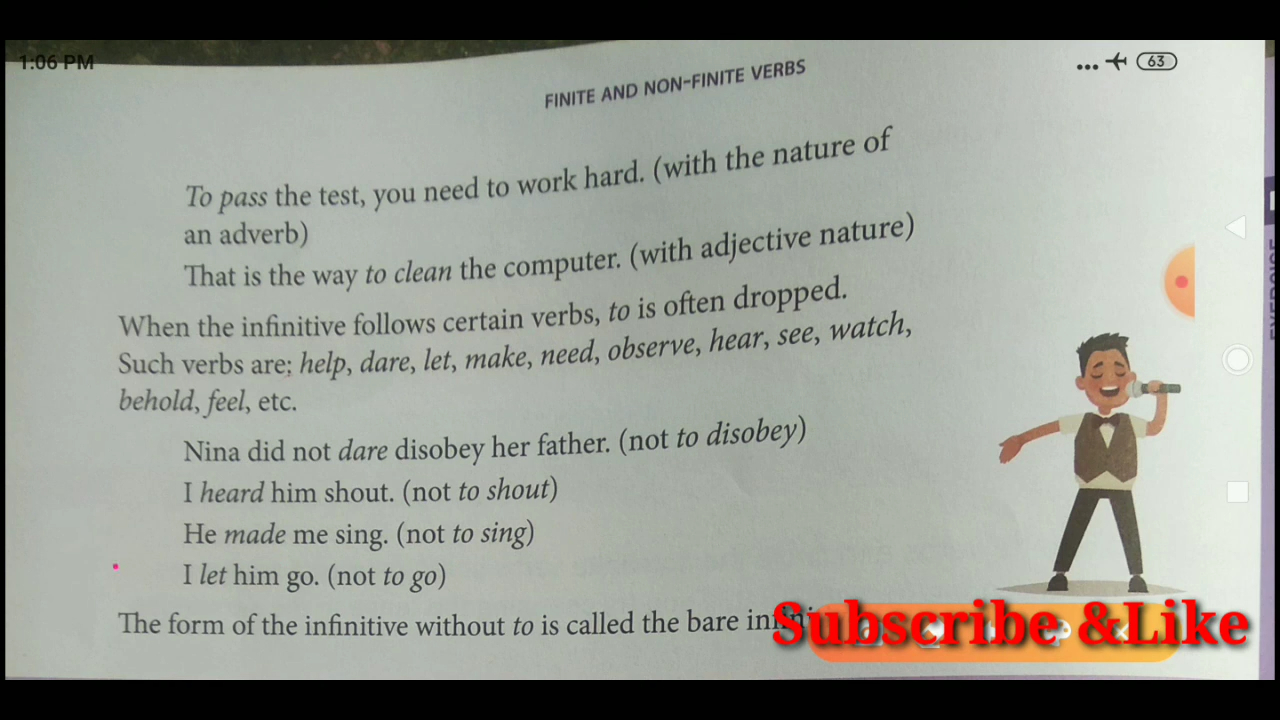 1:06 PM
63
FINITE AND NON-FINITE VERBS
To pass the test, you need to work hard. (with the nature of
an adverb)
That is the way to clean the computer. (with adjective nature)
When the infinitive follows certain verbs, to is often dropped.
Such verbs are; help, dare, let, make, need, observe, hear, see, watch,
behold, feel, etc.
Nina did not dare disobey her father. (not to disobey)
I heard him shout. (not to shout)
He made me sing. (not to sing)
I let him go. (not to go)
The form of the infinitive without to is called the bare
Subscribe &Like